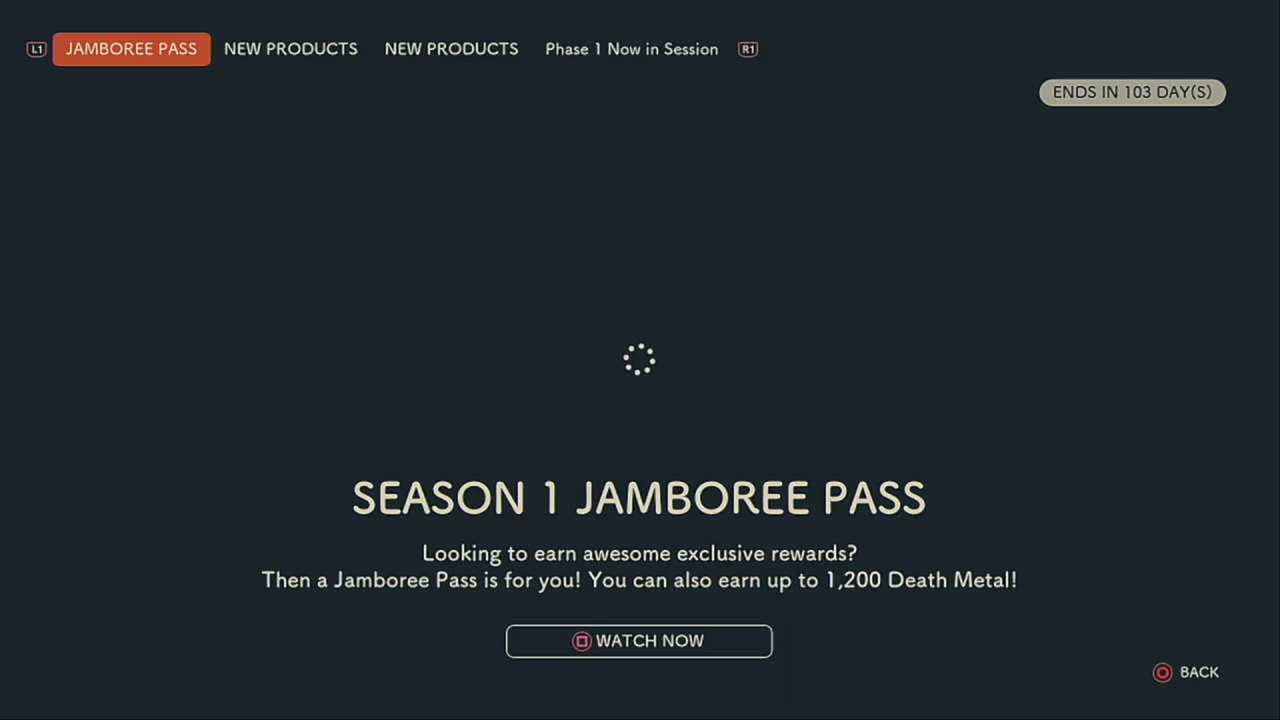 L1 JAMBOREE PASS NEW PRODUCTS NEW PRODUCTS Phase 1 Now in Session R1
ENDS IN 103 DAY(S)
SEASON 1 JAMBOREE PASS
Looking to earn awesome exclusive rewards?
Then a Jamboree Pass is for you! You can also earn up to 1,200 Death Metal!
WATCH NOW
BACK